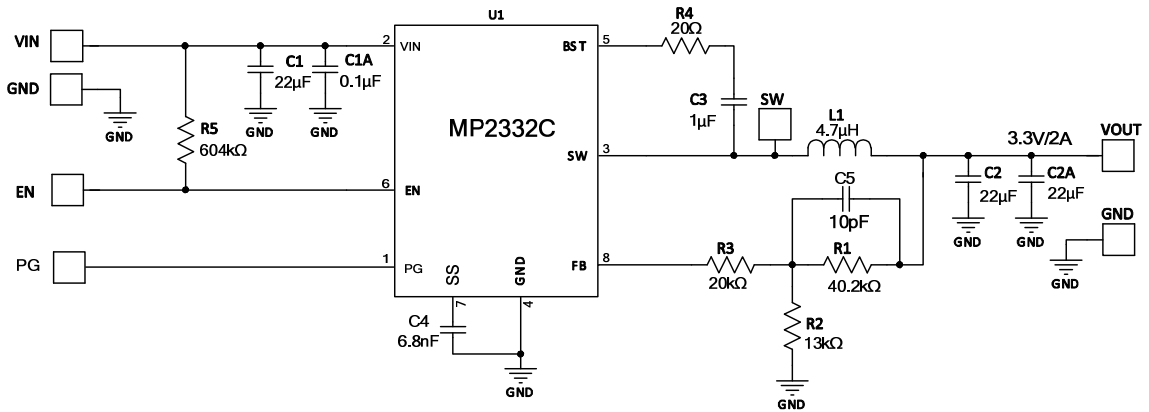 U1
MP2332C
VIN
GND
GND
EN
PG
2
VIN
C1
22μF
GND
C1A
0.1μF
GND
R5
604kΩ
6
EN
1
PG
SS
7
GND
4
C4
6.8nF
GND
BST
5
R4
20Ω
C3
1μF
SW
SW
3
L1
4.7μH
3.3V/2A
VOUT
C2
22μF
GND
C2A
22μF
GND
GND
GND
C5
10pF
FB
8
R3
20kΩ
R1
40.2kΩ
R2
13kΩ
GND